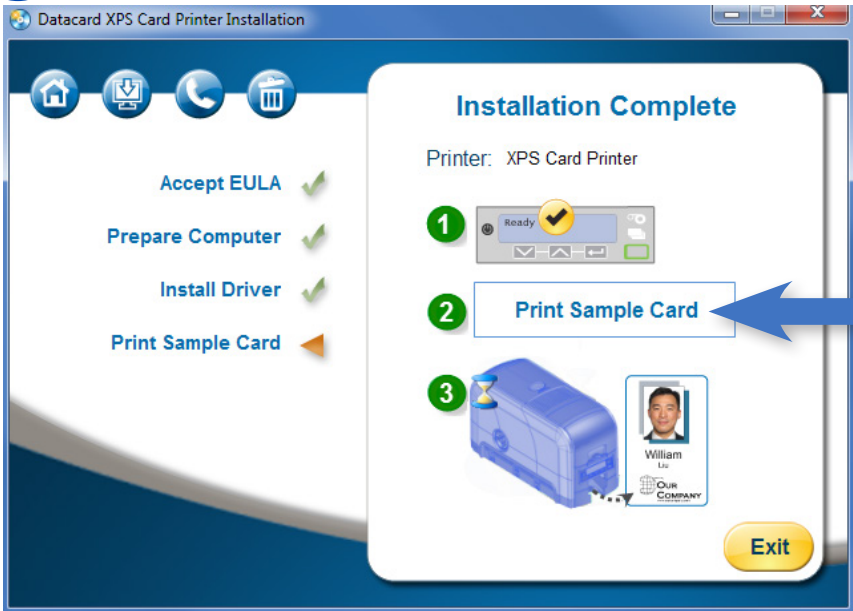 Datacard XPS Card Printer Installation
Installation Complete
Printer: XPS Card Printer
Accept EULA
Prepare Computer
Install Driver
Print Sample Card
1
Ready
2
Print Sample Card
3
William
Liu
OUR
COMPANY
Exit